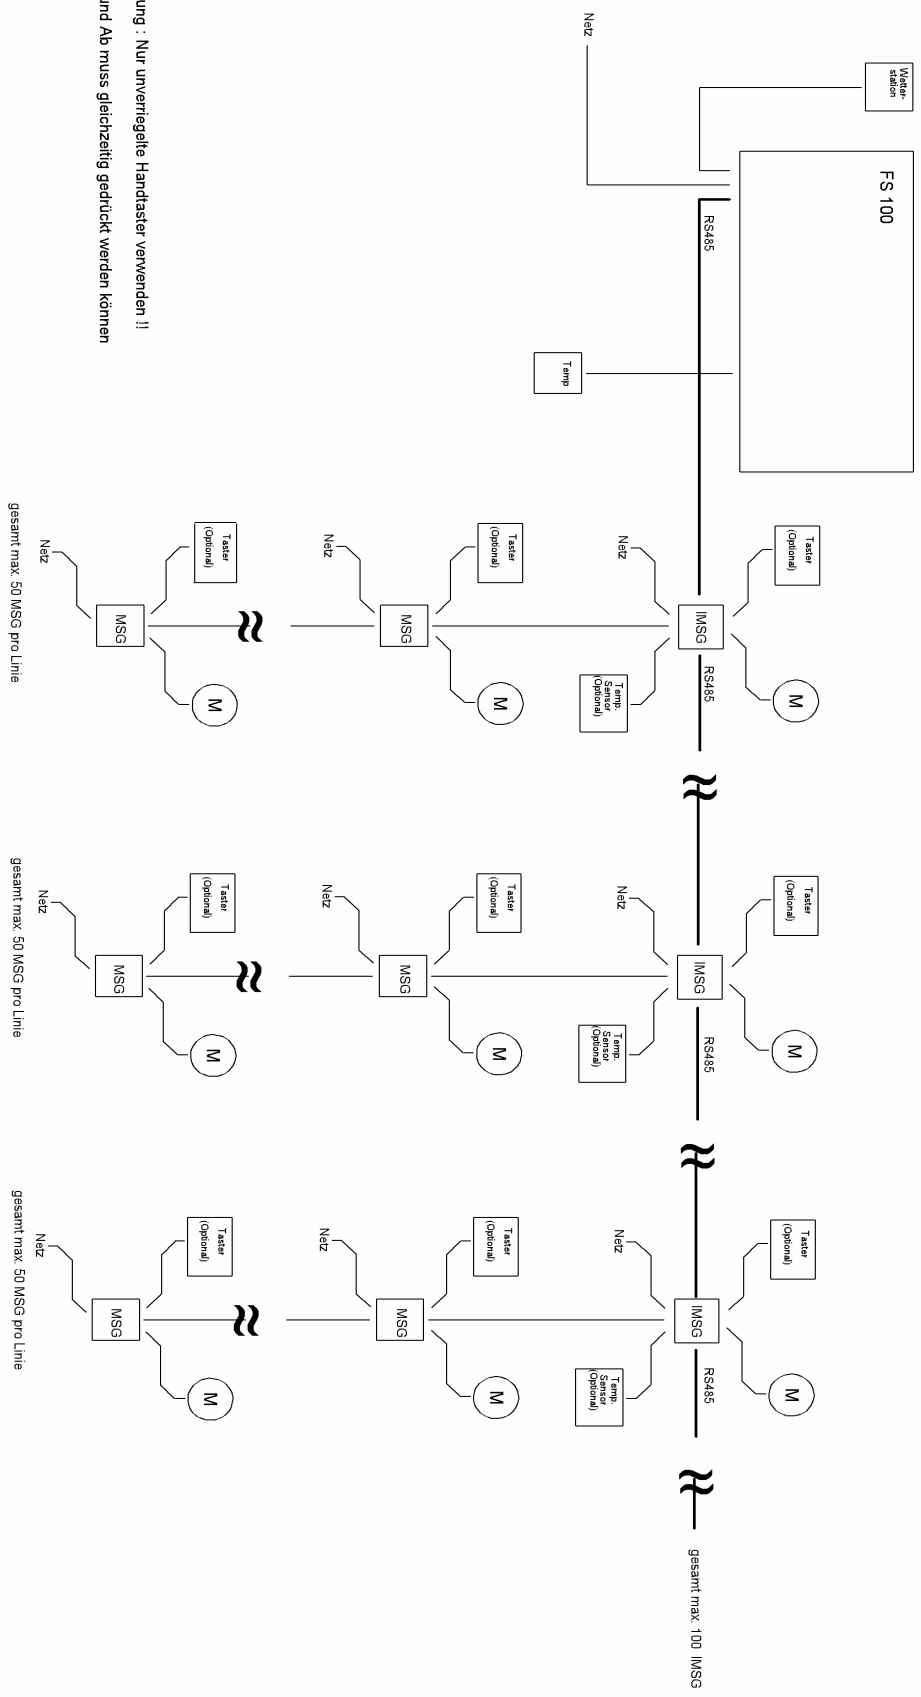 Wetter-
station
FS 100
Taster
(Optional)
M
Taster
(Optional)
M
Taster
(Optional)
M
RS485
IMSG
RS485
IMSG
RS485
IMSG
RS485
gesamt max. 100 IMSG
Netz
Temp.
Sensor
(Optional)
Netz
Temp.
Sensor
(Optional)
Netz
Temp.
Sensor
(Optional)
Netz
Temp
Taster
(Optional)
M
Taster
(Optional)
M
Taster
(Optional)
M
MSG
MSG
MSG
Netz
Netz
Netz
Taster
(Optional)
M
Taster
(Optional)
M
Taster
(Optional)
M
ung : Nur unverriegelte Handtaster verwenden !!
und Ab muss gleichzeitig gedrückt werden können
MSG
MSG
MSG
Netz
Netz
Netz
gesamt max. 50 MSG pro Linie
gesamt max. 50 MSG pro Linie
gesamt max. 50 MSG pro Linie